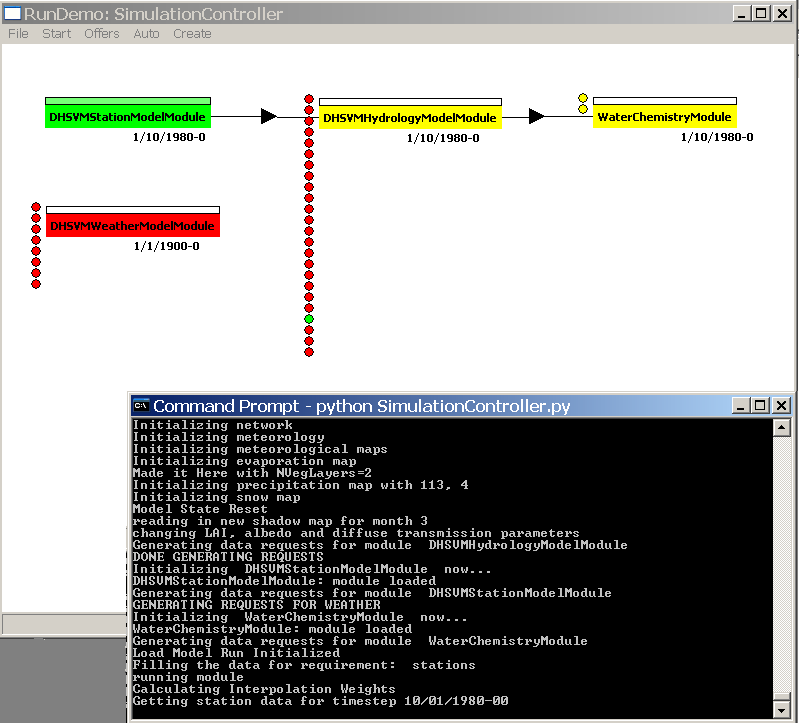 RunDemo: SimulationController
File Start Offers Auto Create
DHSVMStationModelModule
1/10/1980-0
DHSVMHydrologyModelModule
1/10/1980-0
WaterChemistryModule
1/10/1980-0
DHSVMWeatherModelModule
1/1/1900-0
C:\ Command Prompt - python SimulationController.py
Initializing network
Initializing meteorology
Initializing meteorological maps
Initializing evaporation map
Made it Here with NVegLayers=2
Initializing precipitation map with 113, 4
Initializing snow map
Model State Reset
reading in new shadow map for month 3
changing LAI, albedo and diffuse transmission parameters
Generating data requests for module  DHSVMHydrologyModelModule
DONE GENERATING REQUESTS
Initializing  DHSVMStationModelModule  now...
DHSVMStationModelModule: module loaded
Generating data requests for module  DHSVMStationModelModule
GENERATING REQUESTS FOR WEATHER
Initializing  WaterChemistryModule  now...
WaterChemistryModule: module loaded
Generating data requests for module  WaterChemistryModule
Load Model Run Initialized
Filling the data for requirement:  stations
running module
Calculating Interpolation Weights
Getting station data for timestep 10/01/1980-00